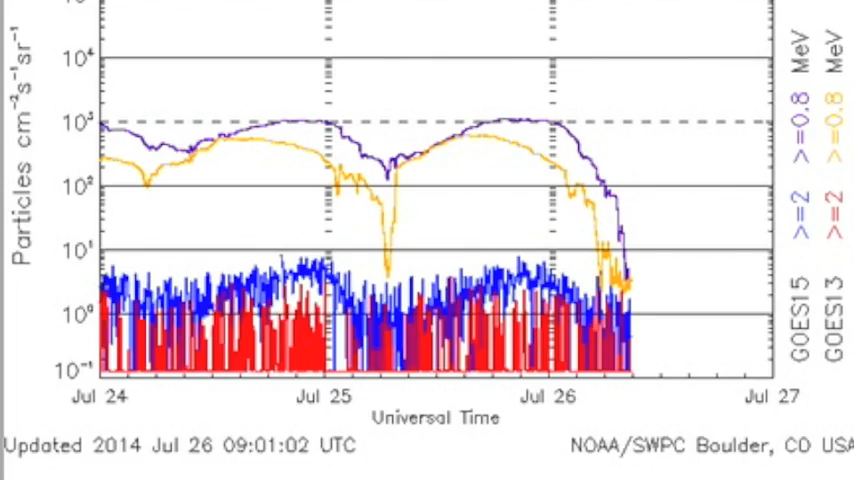 Particles cm⁻²s⁻¹sr⁻¹
10⁴
10³
10²
10¹
10⁰
10⁻¹
Jul 24 Jul 25 Jul 26 Jul 27
Universal Time
Updated 2014 Jul 26 09:01:02 UTC
NOAA/SWPC Boulder, CO USA
GOES15 >=2 >=0.8 MeV
GOES13 >=2 >=0.8 MeV